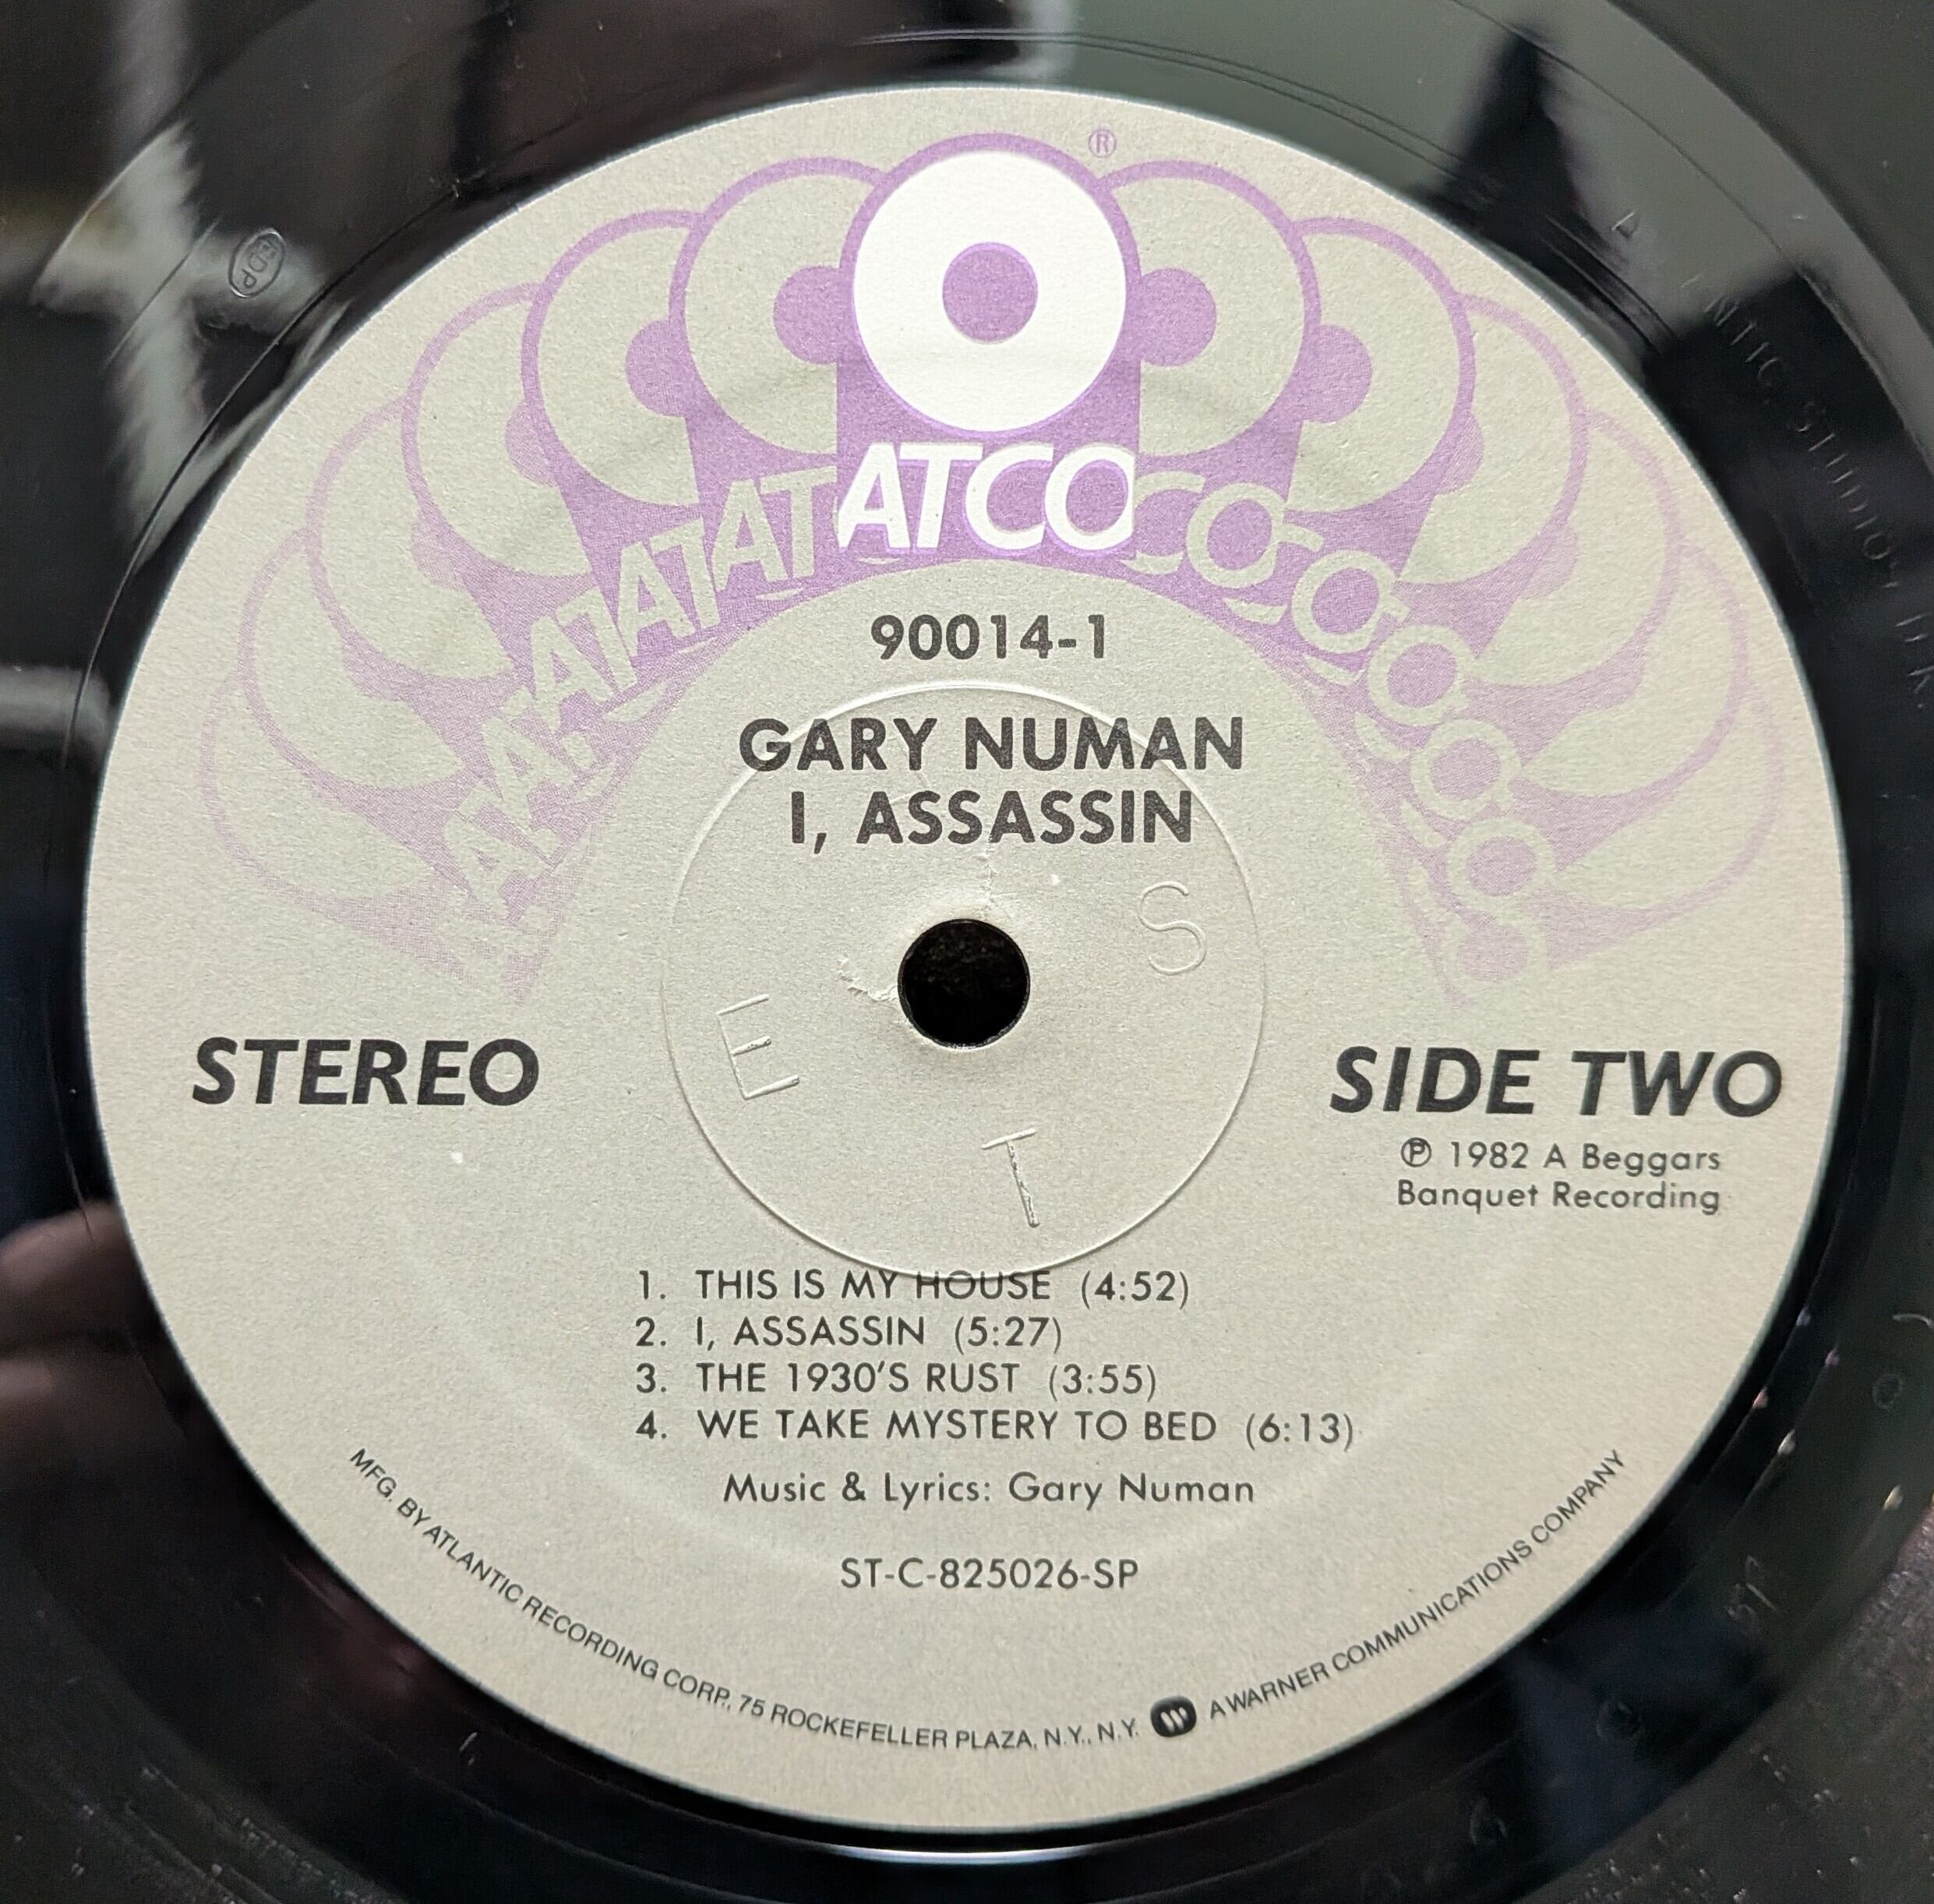 ®
ATCO
90014-1
GARY NUMAN
I, ASSASSIN
S
E
T
STEREO
SIDE TWO
℗ 1982 A Beggars
Banquet Recording
1. THIS IS MY HOUSE (4:52)
2. I, ASSASSIN (5:27)
3. THE 1930'S RUST (3:55)
4. WE TAKE MYSTERY TO BED (6:13)
Music & Lyrics: Gary Numan
ST-C-825026-SP
MFG. BY ATLANTIC RECORDING CORP., 75 ROCKEFELLER PLAZA, N.Y., N.Y. W A WARNER COMMUNICATIONS COMPANY
EDP